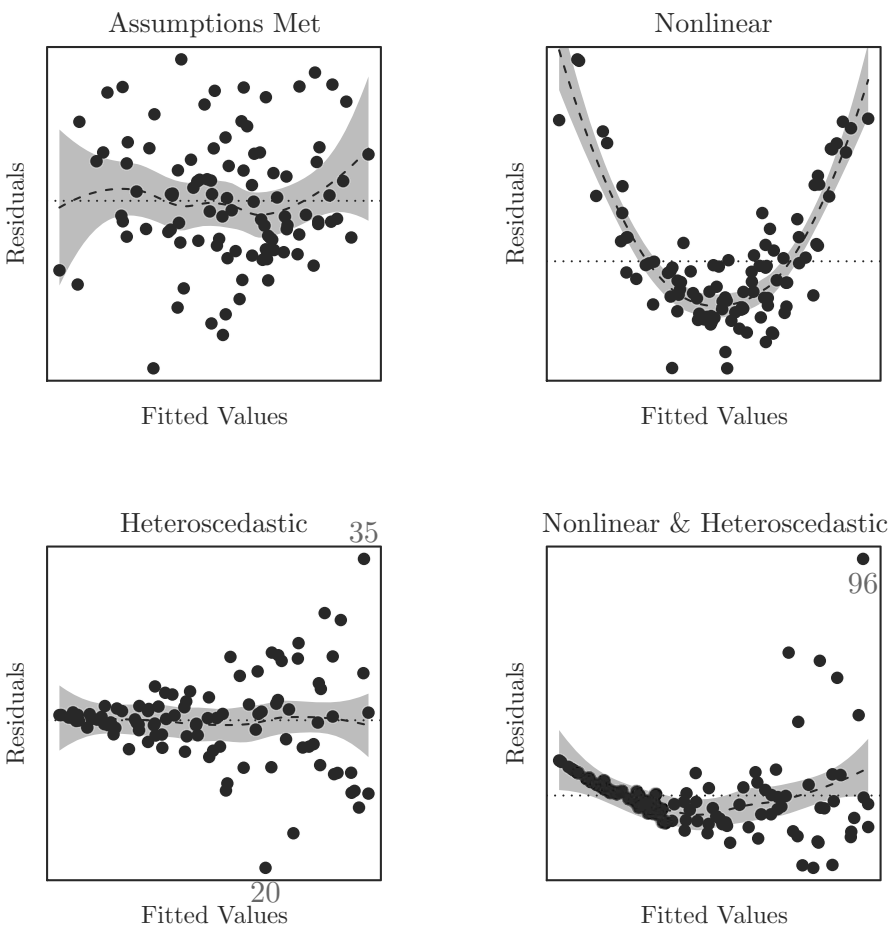 Assumptions Met
Residuals
Fitted Values
Nonlinear
Residuals
Fitted Values
Heteroscedastic
35
Residuals
20
Fitted Values
Nonlinear & Heteroscedastic
96
Residuals
Fitted Values